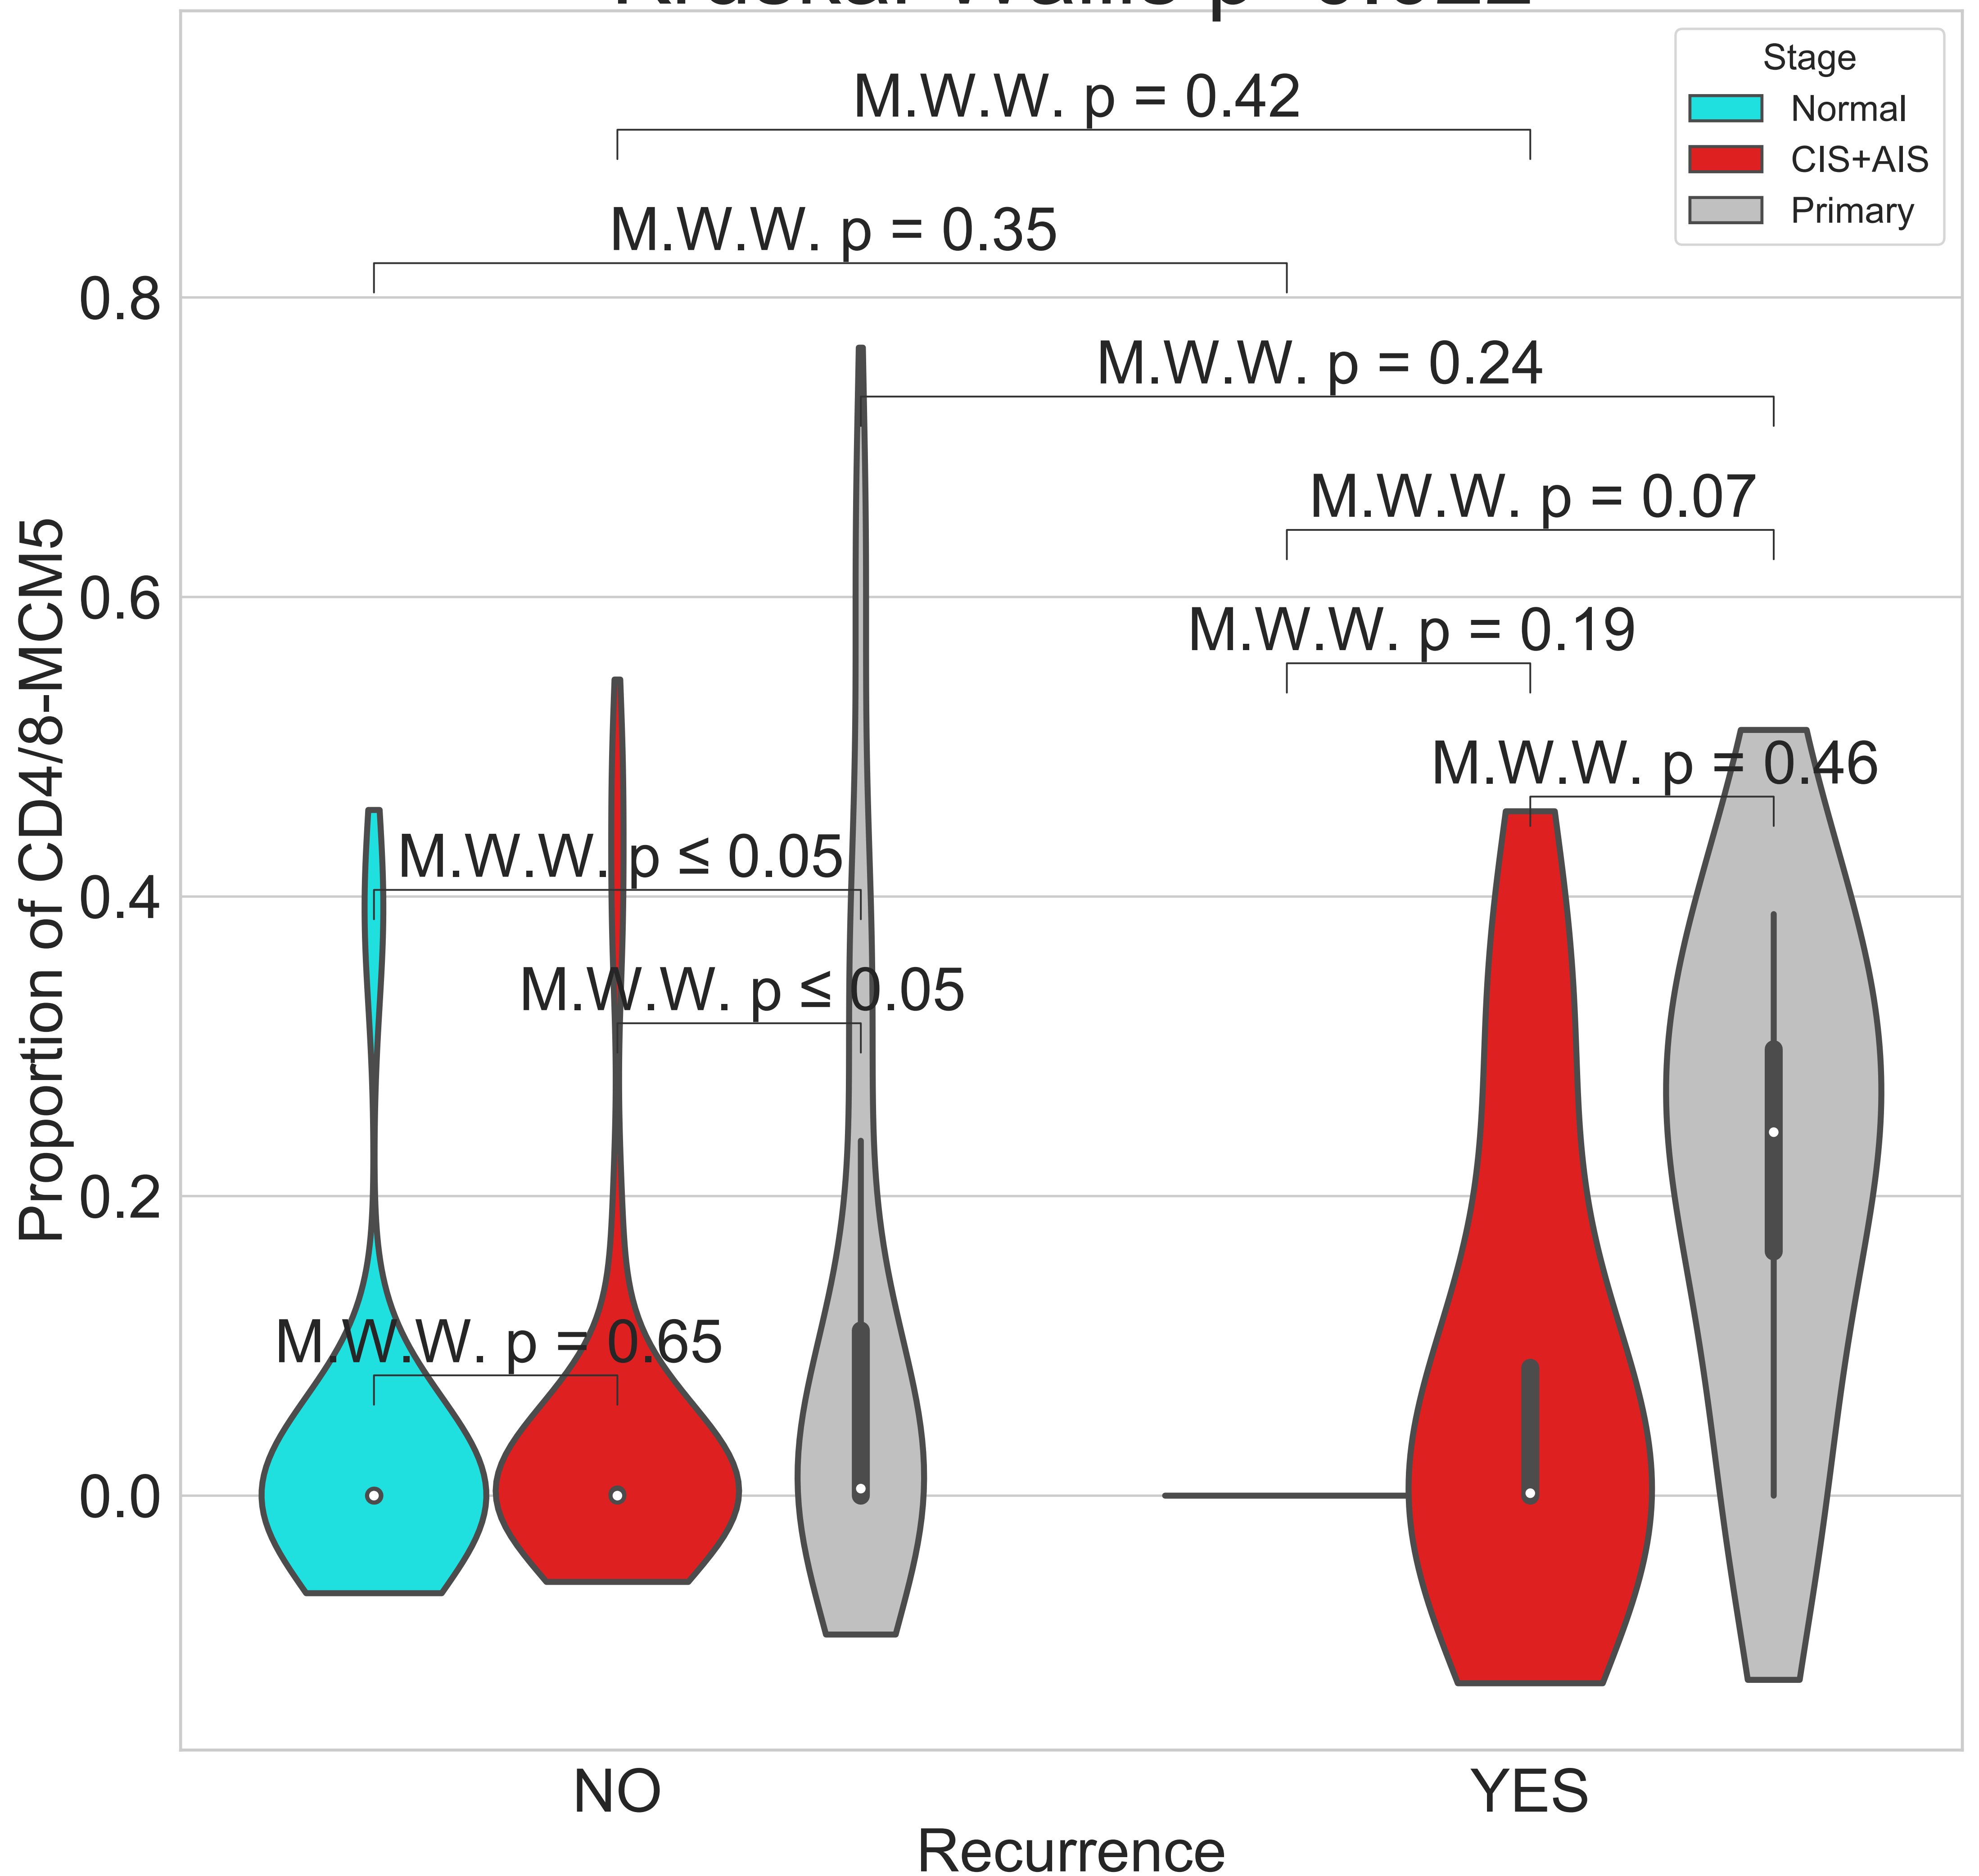 Stage
Normal
CIS+AIS
Primary
M.W.W. p = 0.42
M.W.W. p = 0.35
M.W.W. p = 0.24
M.W.W. p = 0.07
M.W.W. p = 0.19
M.W.W. p = 0.46
M.W.W. p ≤ 0.05
M.W.W. p ≤ 0.05
M.W.W. p = 0.65
0.8
0.6
0.4
0.2
0.0
Proportion of CD4/8-MCM5
NO
YES
Recurrence